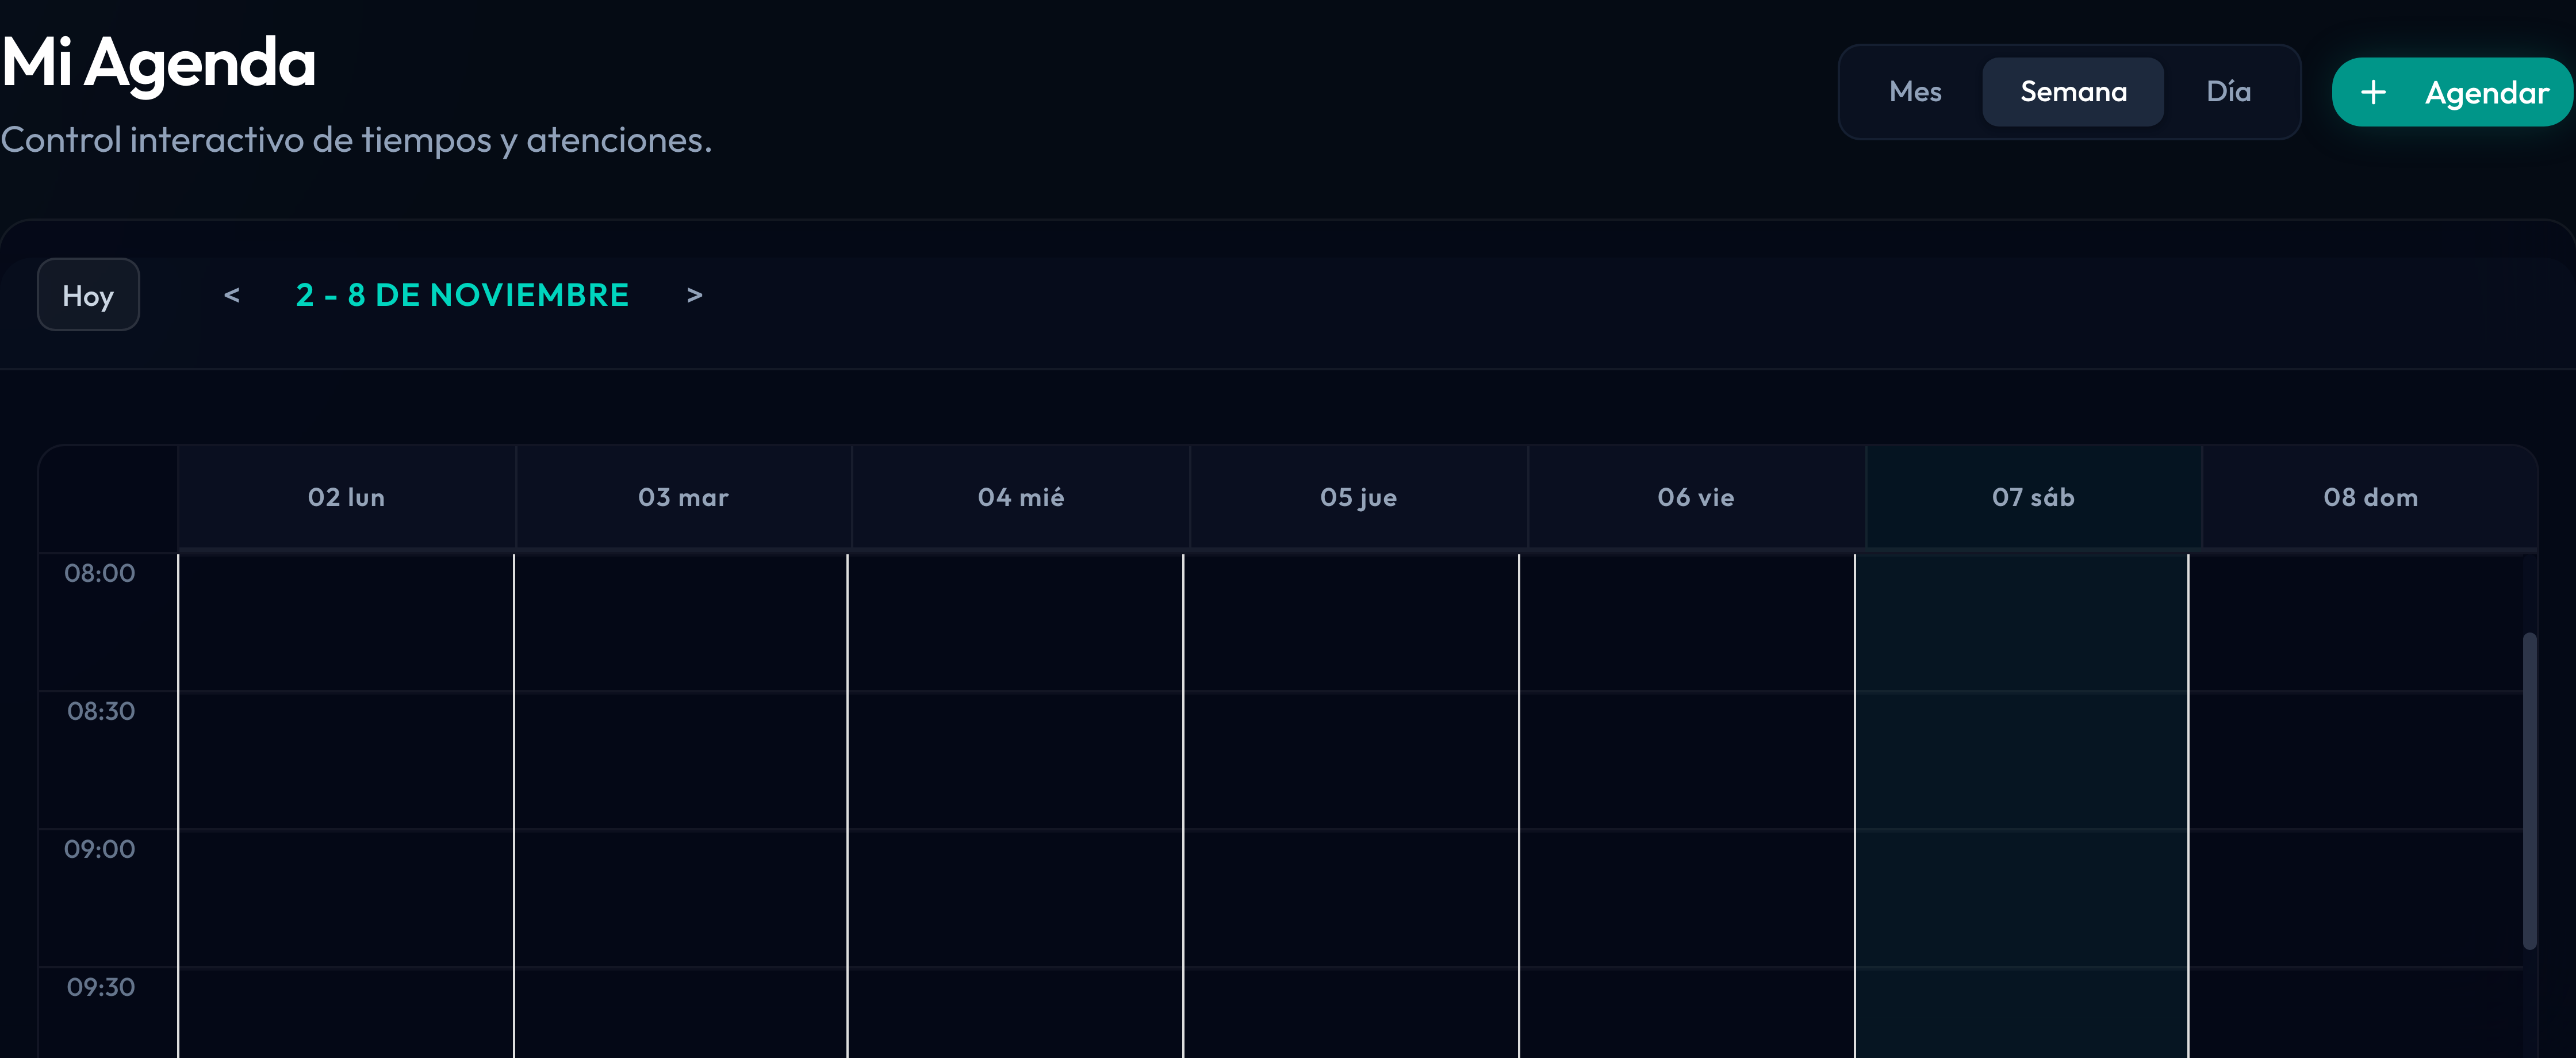 Mi Agenda
Control interactivo de tiempos y atenciones.
Mes Semana Día + Agendar
Hoy < 2 - 8 DE NOVIEMBRE >
02 lun 03 mar 04 mié 05 jue 06 vie 07 sáb 08 dom
08:00
08:30
09:00
09:30